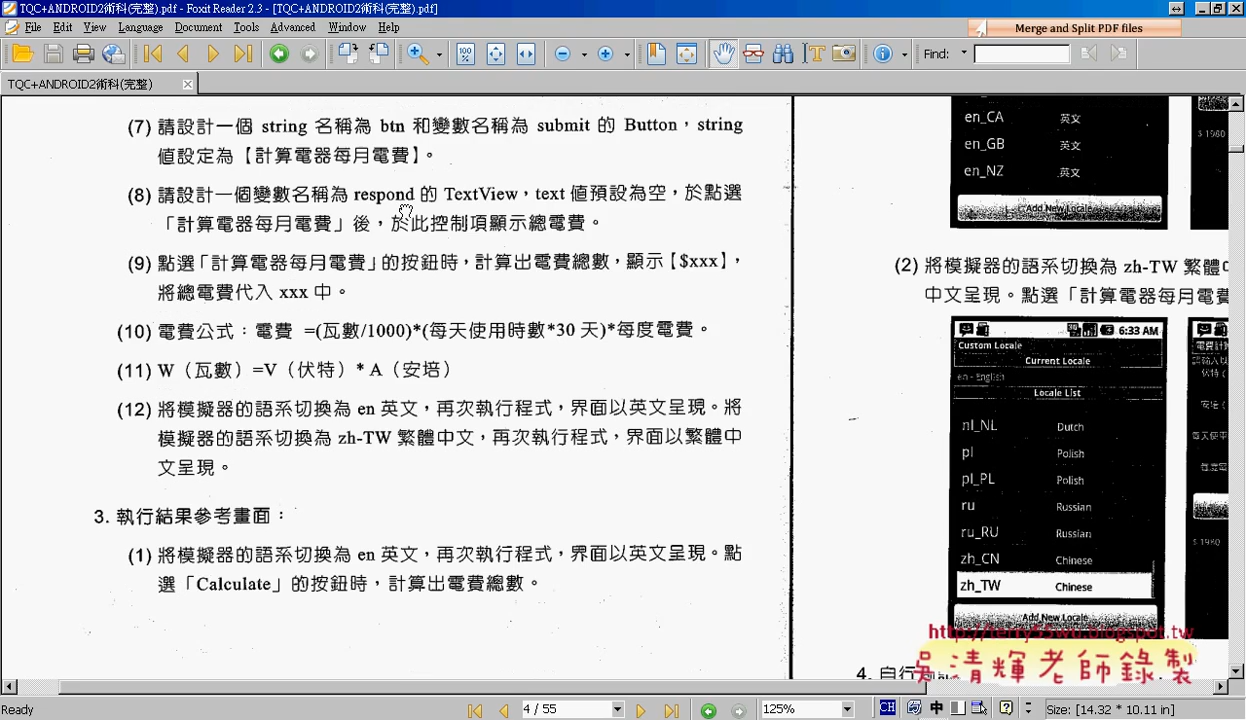 TQC+ANDROID2術科(完整).pdf - Foxit Reader 2.3 - [TQC+ANDROID2術科(完整).pdf]
File Edit View Language Document Tools Advanced Window Help
Merge and Split PDF files
Find:
TQC+ANDROID2術科(完整)
(7) 請設計一個 string 名稱為 btn 和變數名稱為 submit 的 Button，string
值設定為【計算電器每月電費】。
(8) 請設計一個變數名稱為 respond 的 TextView，text 值預設為空，於點選
「計算電器每月電費」後，於此控制項顯示總電費。
(9) 點選「計算電器每月電費」的按鈕時，計算出電費總數，顯示【$xxx】，
將總電費代入 xxx 中。
(10) 電費公式：電費 =(瓦數/1000)*(每天使用時數*30 天)*每度電費。
(11) W（瓦數）=V（伏特）* A（安培）
(12) 將模擬器的語系切換為 en 英文，再次執行程式，界面以英文呈現。將
模擬器的語系切換為 zh-TW 繁體中文，再次執行程式，界面以繁體中
文呈現。
3. 執行結果參考畫面：
(1) 將模擬器的語系切換為 en 英文，再次執行程式，界面以英文呈現。點
選「Calculate」的按鈕時，計算出電費總數。
en_CA 英文
en_GB 英文
en_NZ 英文
Add New Locale
$ 1980
(2) 將模擬器的語系切換為 zh-TW 繁體
中文呈現。點選「計算電器每月電費
6:33 AM
Custom Locale
Current Locale
en - English
Locale List
nl_NL Dutch
pl Polish
pl_PL Polish
ru Russian
ru_RU Russian
zh_CN Chinese
zh_TW Chinese
Add New Locale
http://terry55wu.blogspot.tw
吳清輝老師錄製
4. 自行
Ready
4 / 55
125%
CH
中
Size: [14.32 * 10.11 in]